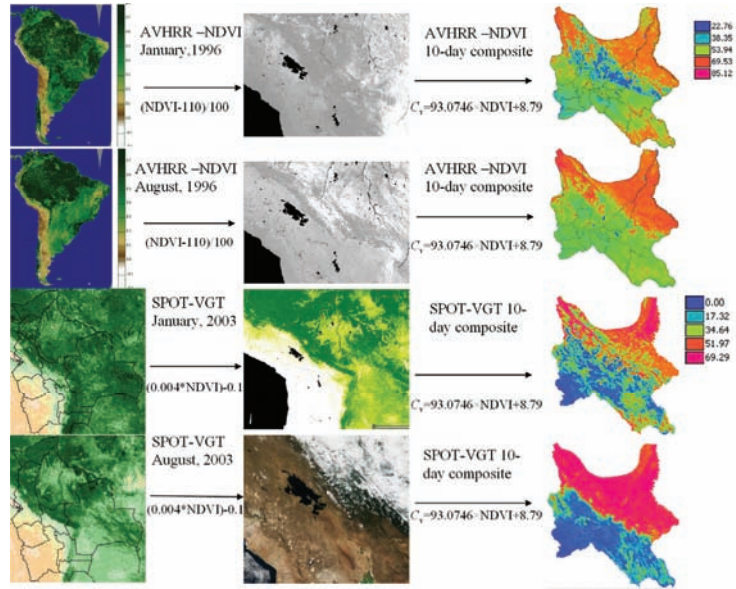 AVHRR –NDVI
January,1996
(NDVI-110)/100
AVHRR –NDVI
10-day composite
Cv=93.0746×NDVI+8.79
22.76
38.35
53.94
69.53
85.12
AVHRR –NDVI
August, 1996
(NDVI-110)/100
AVHRR –NDVI
10-day composite
Cv=93.0746×NDVI+8.79
SPOT-VGT
January, 2003
(0.004*NDVI)-0.1
SPOT-VGT 10-
day composite
Cv=93.0746×NDVI+8.79
0.00
17.32
34.64
51.97
69.29
SPOT-VGT
August, 2003
(0.004*NDVI)-0.1
SPOT-VGT 10-
day composite
Cv=93.0746×NDVI+8.79